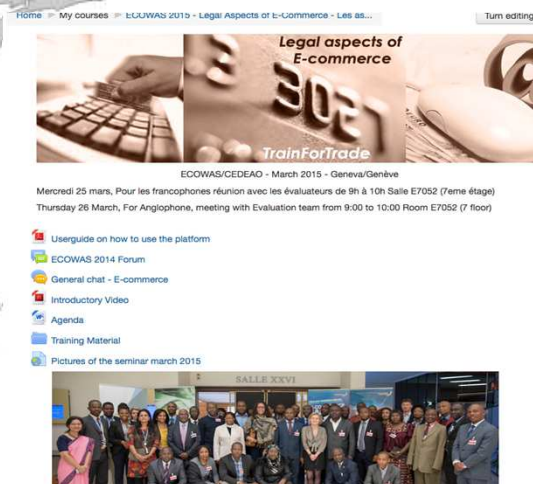 Home My courses ECOWAS 2015 - Legal Aspects of E-Commerce - Les as...
Turn editing
Legal aspects of
E-commerce
3027
TrainForTrade
ECOWAS/CEDEAO - March 2015 - Geneva/Genève
Mercredi 25 mars, Pour les francophones réunion avec les évaluateurs de 9h à 10h Salle E7052 (7eme étage)
Thursday 26 March, For Anglophone, meeting with Evaluation team from 9:00 to 10:00 Room E7052 (7 floor)
Userguide on how to use the platform
ECOWAS 2014 Forum
General chat - E-commerce
Introductory Video
Agenda
Training Material
Pictures of the seminar march 2015
SALLE XXVI